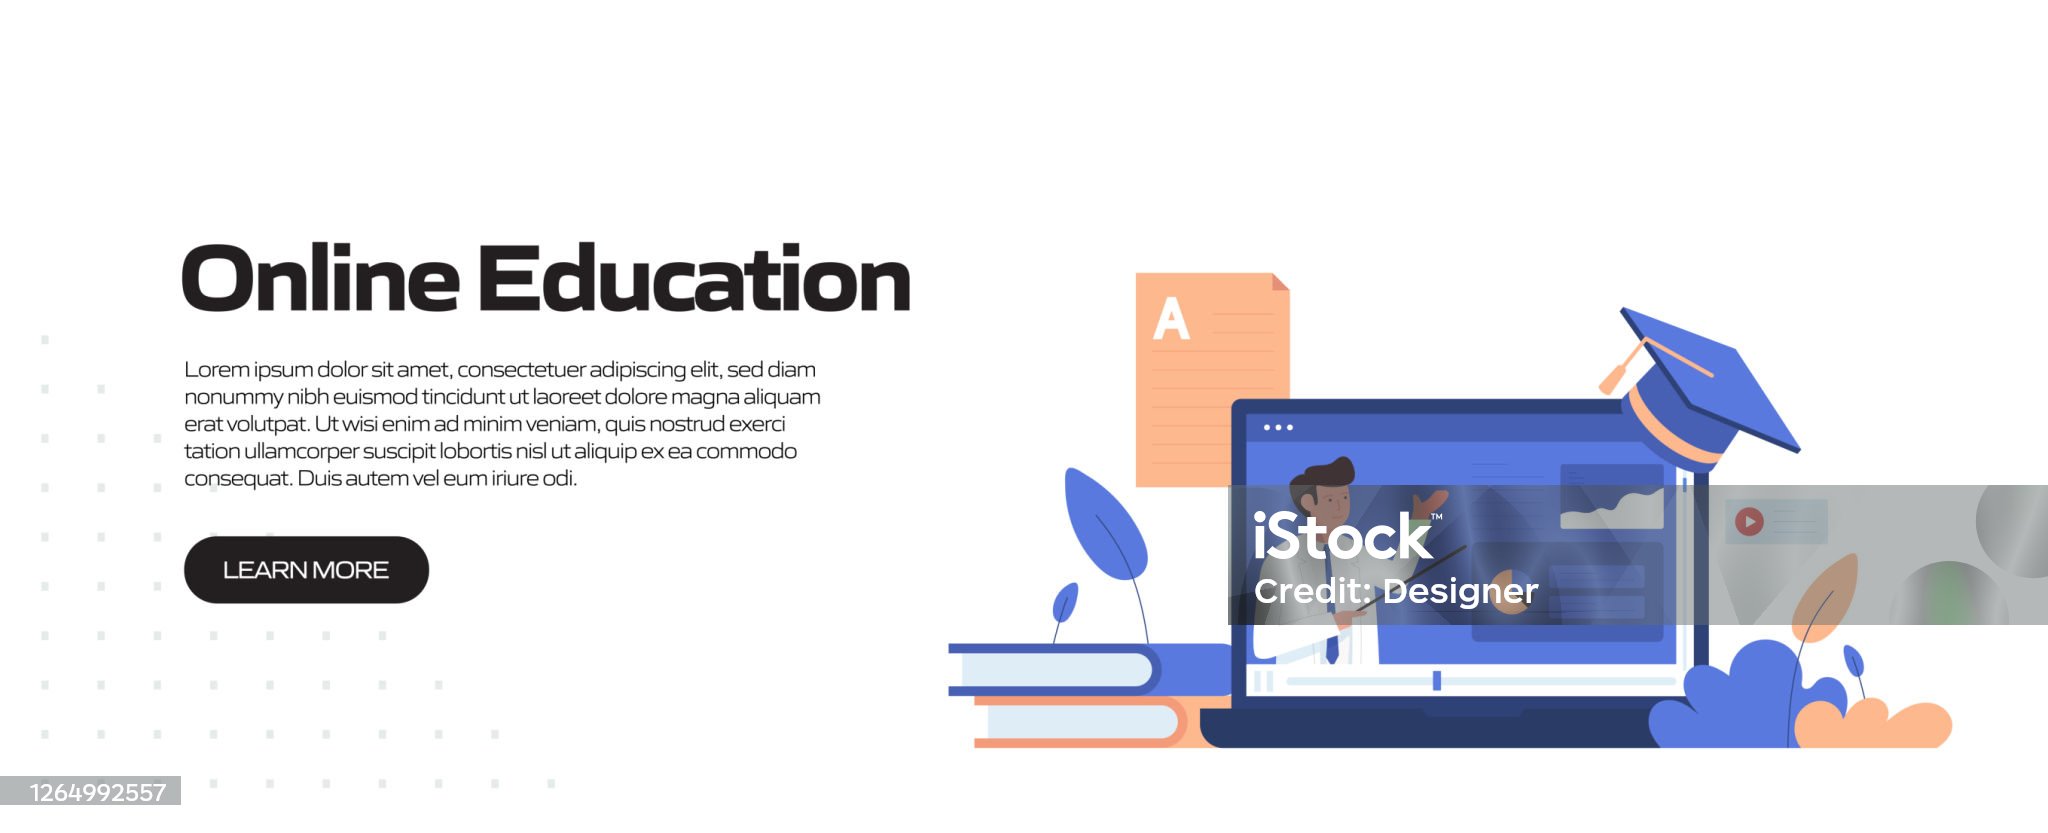 Online Education
Lorem ipsum dolor sit amet, consectetuer adipiscing elit, sed diam
nonummy nibh euismod tincidunt ut laoreet dolore magna aliquam
erat volutpat. Ut wisi enim ad minim veniam, quis nostrud exerci
tation ullamcorper suscipit lobortis nisl ut aliquip ex ea commodo
consequat. Duis autem vel eum iriure odi.
LEARN MORE
A
iStock™
Credit: Designer
1264992557